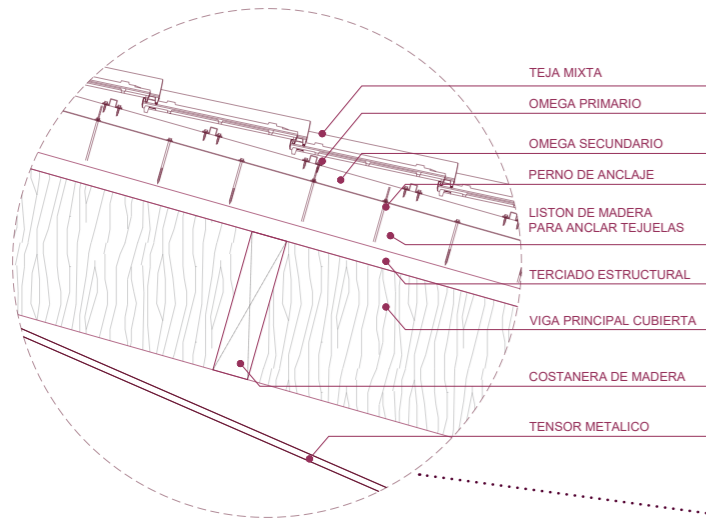 TEJA MIXTA
OMEGA PRIMARIO
OMEGA SECUNDARIO
PERNO DE ANCLAJE
LISTON DE MADERA
PARA ANCLAR TEJUELAS
TERCIADO ESTRUCTURAL
VIGA PRINCIPAL CUBIERTA
COSTANERA DE MADERA
TENSOR METALICO